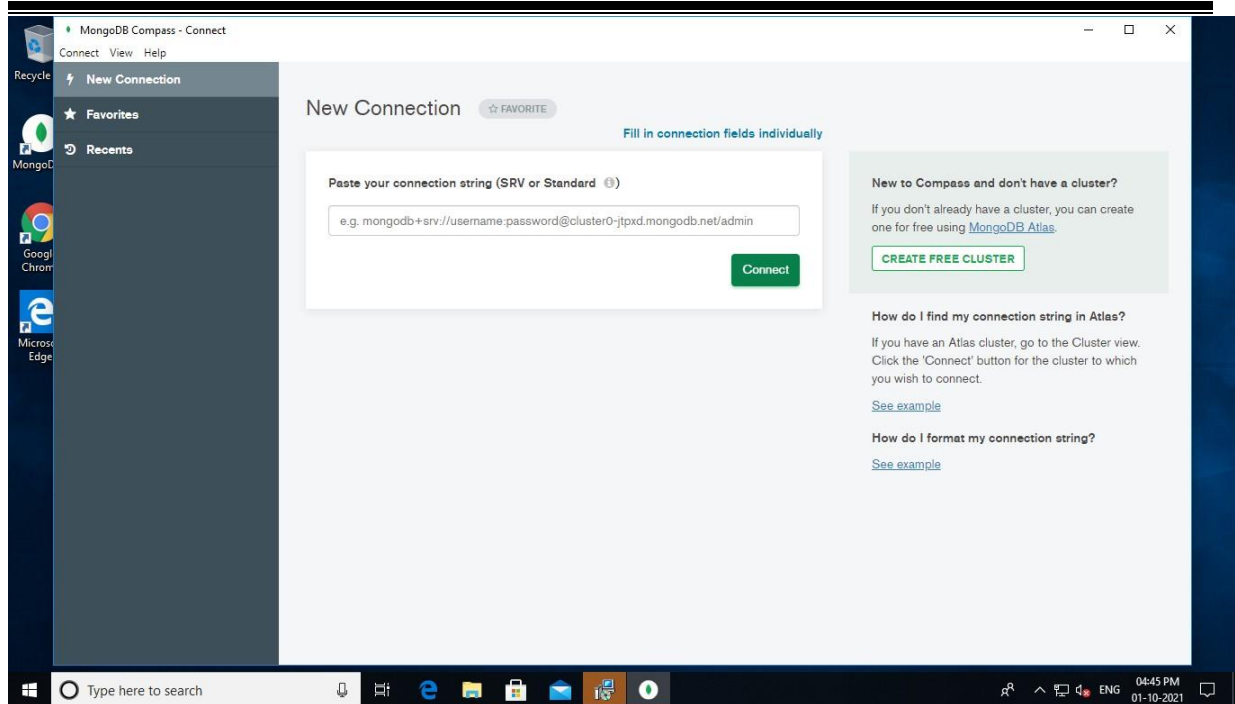 MongoDB Compass - Connect
Connect View Help
Recycle
New Connection
Favorites
Recents
MongoD
Googl
Chrom
Micros
Edge
New Connection
FAVORITE
Fill in connection fields individually
Paste your connection string (SRV or Standard )
e.g. mongodb+srv://username:password@cluster0-jtpxd.mongodb.net/admin
Connect
New to Compass and don't have a cluster?
If you don't already have a cluster, you can create
one for free using MongoDB Atlas.
CREATE FREE CLUSTER
How do I find my connection string in Atlas?
If you have an Atlas cluster, go to the Cluster view.
Click the 'Connect' button for the cluster to which
you wish to connect.
See example
How do I format my connection string?
See example
Type here to search
ENG
04:45 PM
01-10-2021